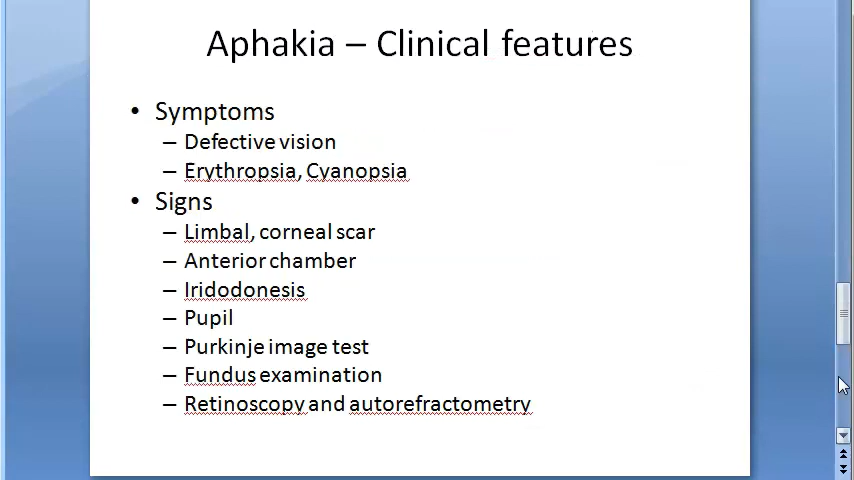 Aphakia – Clinical features
• Symptoms
– Defective vision
– Erythropsia, Cyanopsia
• Signs
– Limbal, corneal scar
– Anterior chamber
– Iridodonesis
– Pupil
– Purkinje image test
– Fundus examination
– Retinoscopy and autorefractometry